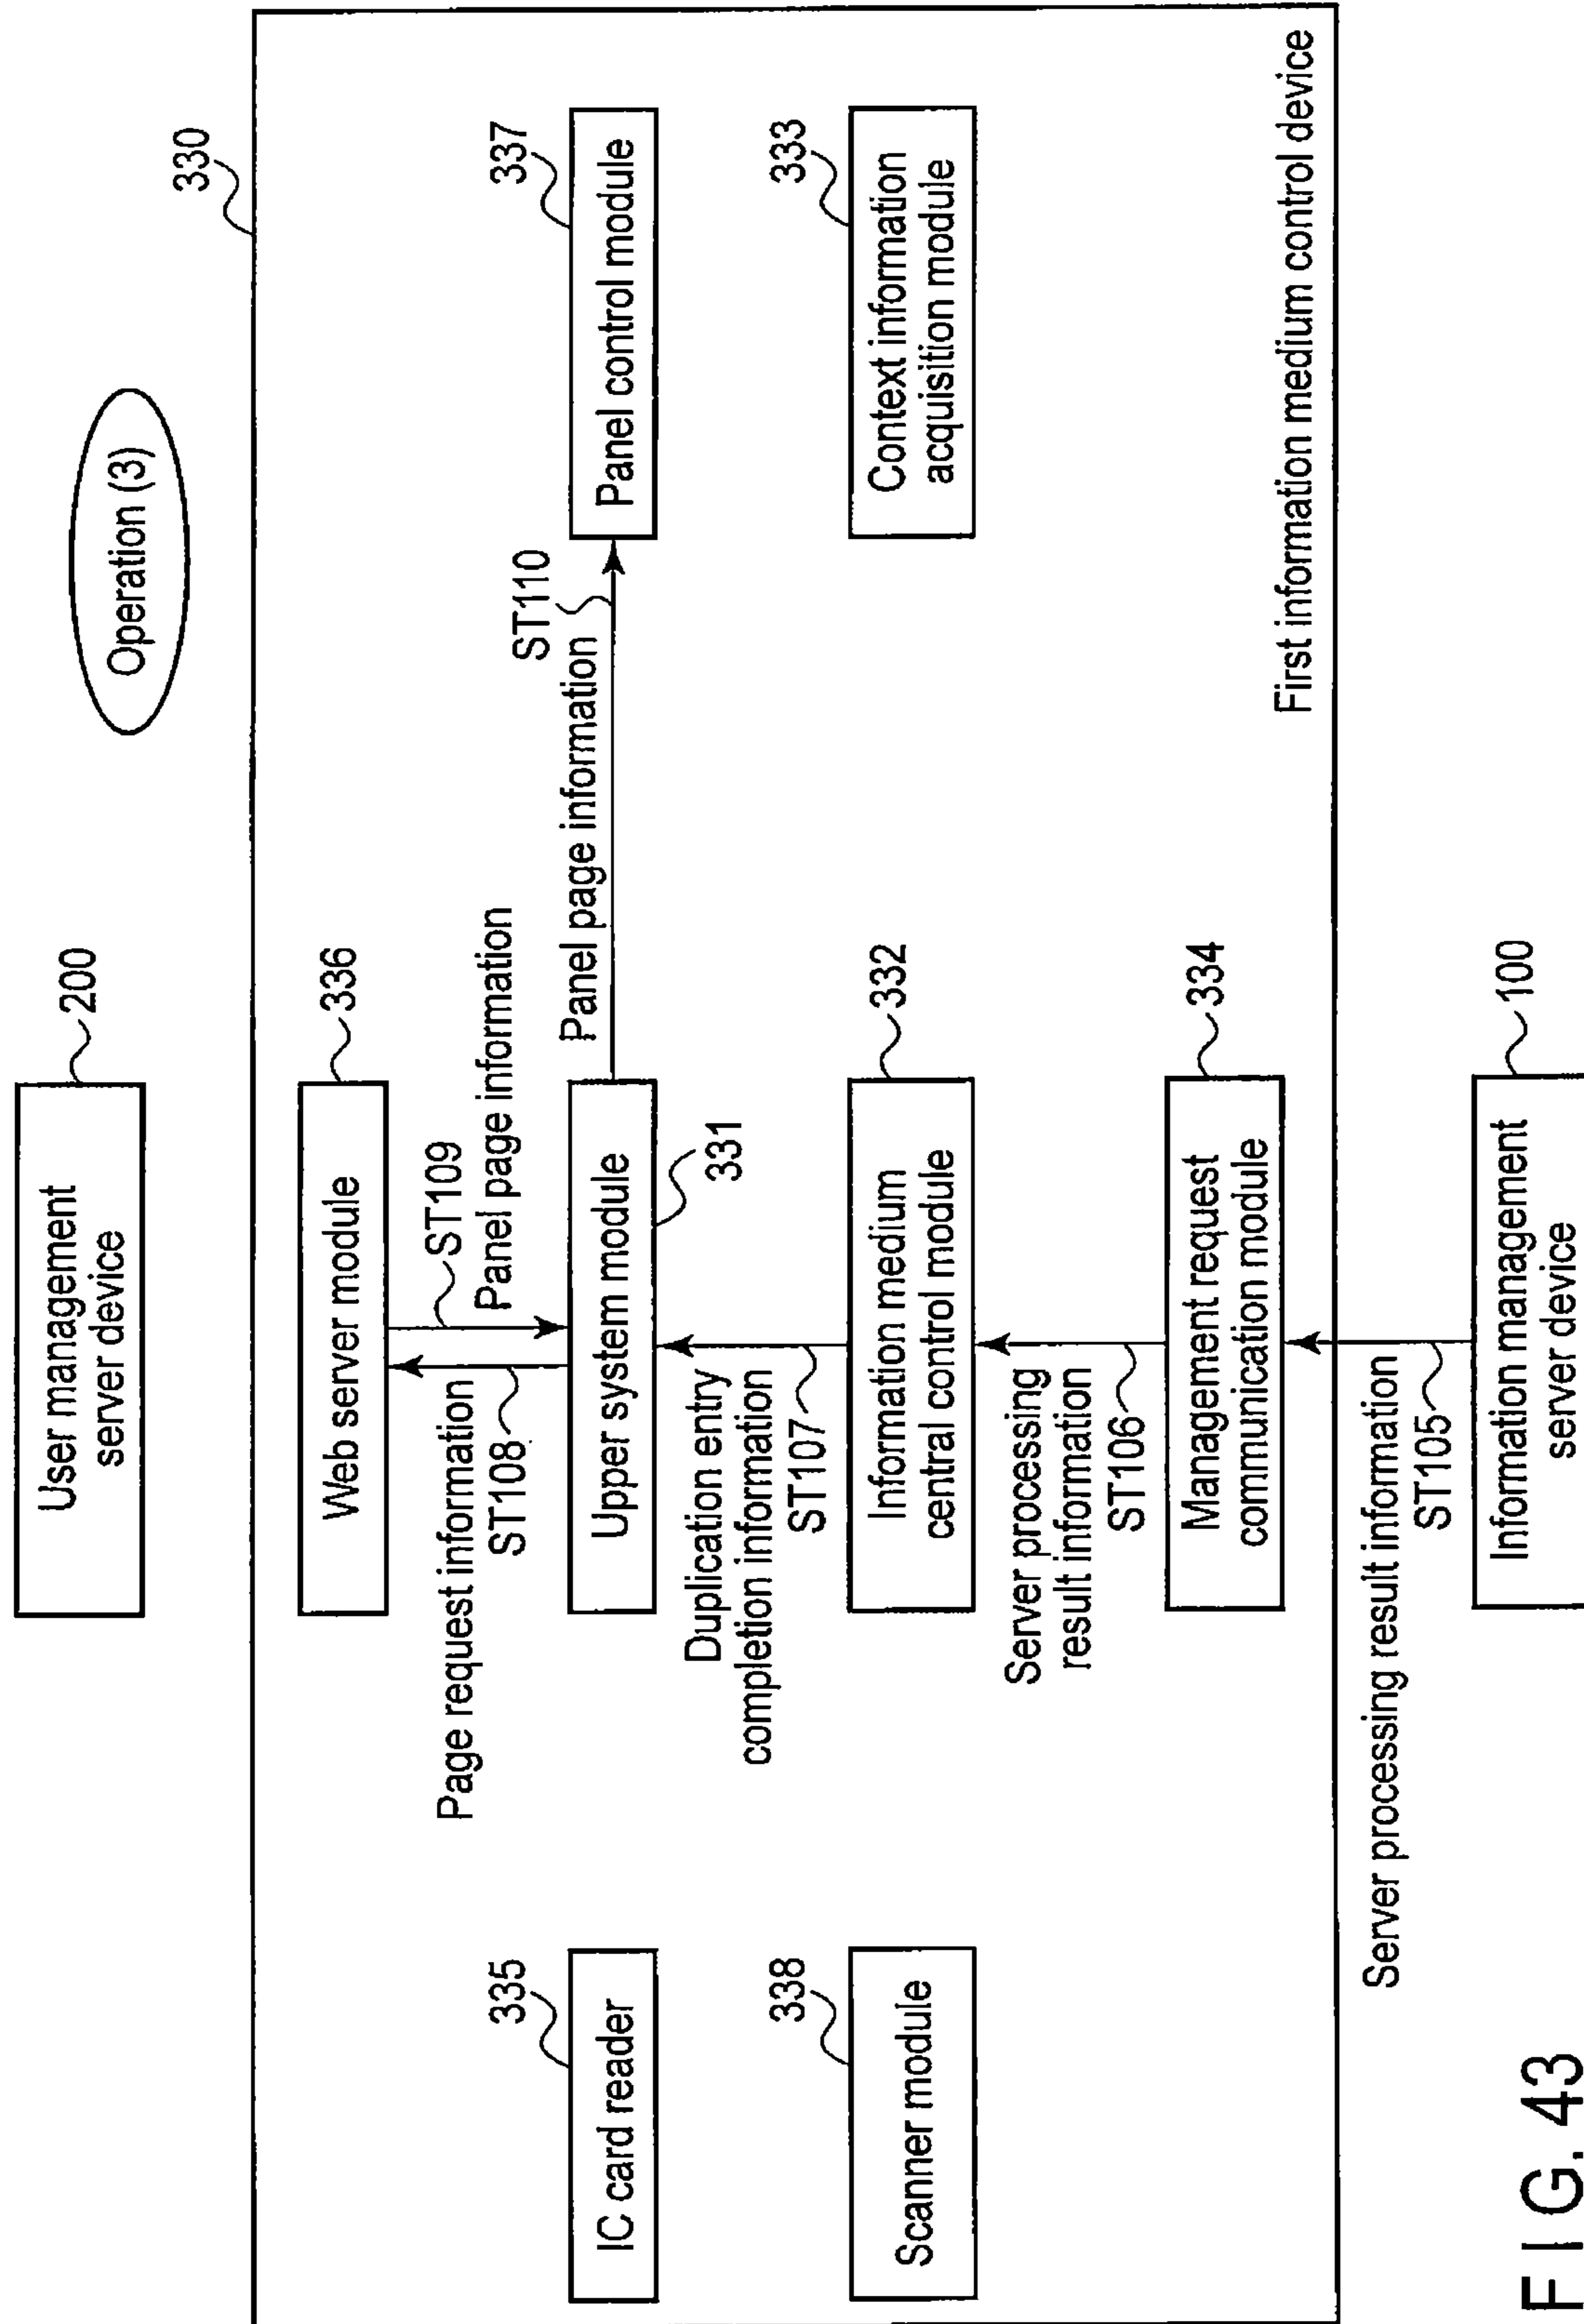 Operation (3)
User management
server device
200
330
Web server module
336
Page request information
ST108
ST109
Panel page information
IC card reader
335
Upper system module
331
Panel page information
ST110
Panel control module
337
Duplication entry
completion information
ST107
Scanner module
338
Information medium
central control module
332
Context information
acquisition module
333
Server processing
result information
ST106
Management request
communication module
334
First information medium control device
Server processing result information
ST105
Information management
server device
100
FIG. 43